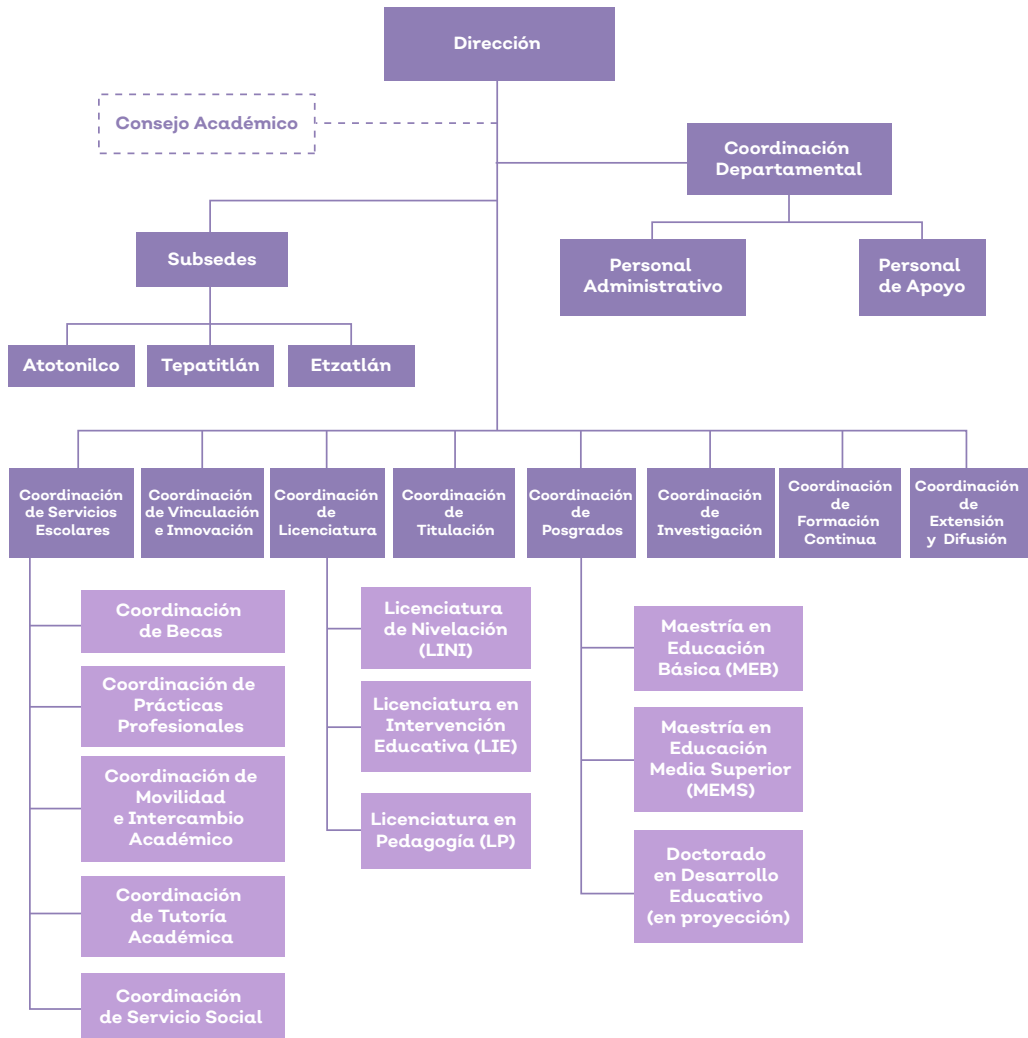 Dirección
Consejo Académico
Coordinación
Departamental
Subsedes
Personal
Administrativo
Personal
de Apoyo
Atotonilco
Tepatitlán
Etzatlán
Coordinación
de Servicios
Escolares
Coordinación
de Vinculación
e Innovación
Coordinación
de
Licenciatura
Coordinación
de
Titulación
Coordinación
de
Posgrados
Coordinación
de
Investigación
Coordinación
de
Formación
Continua
Coordinación
de
Extensión
y Difusión
Coordinación
de Becas
Coordinación de
Prácticas
Profesionales
Coordinación de
Movilidad
e Intercambio
Académico
Coordinación
de Tutoría
Académica
Coordinación
de Servicio Social
Licenciatura
de Nivelación
(LINI)
Licenciatura en
Intervención
Educativa (LIE)
Licenciatura en
Pedagogía (LP)
Maestría en
Educación
Básica (MEB)
Maestría en
Educación
Media Superior
(MEMS)
Doctorado
en Desarrollo
Educativo
(en proyección)